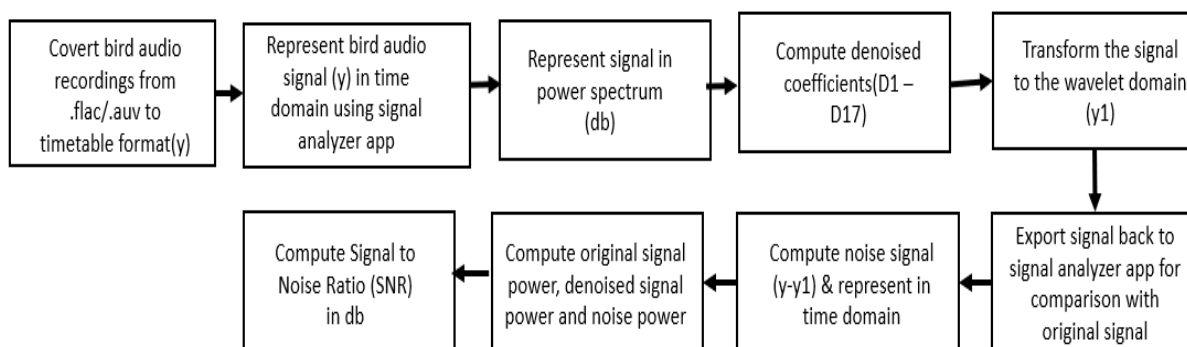 Covert bird audio
recordings from
.flac/.auv to
timetable format(y)
Represent bird audio
signal (y) in time
domain using signal
analyzer app
Represent signal in
power spectrum
(db)
Compute denoised
coefficients(D1 –
D17)
Transform the signal
to the wavelet domain
(y1)
Export signal back to
signal analyzer app for
comparison with
original signal
Compute noise signal
(y-y1) & represent in
time domain
Compute original signal
power, denoised signal
power and noise power
Compute Signal to
Noise Ratio (SNR)
in db